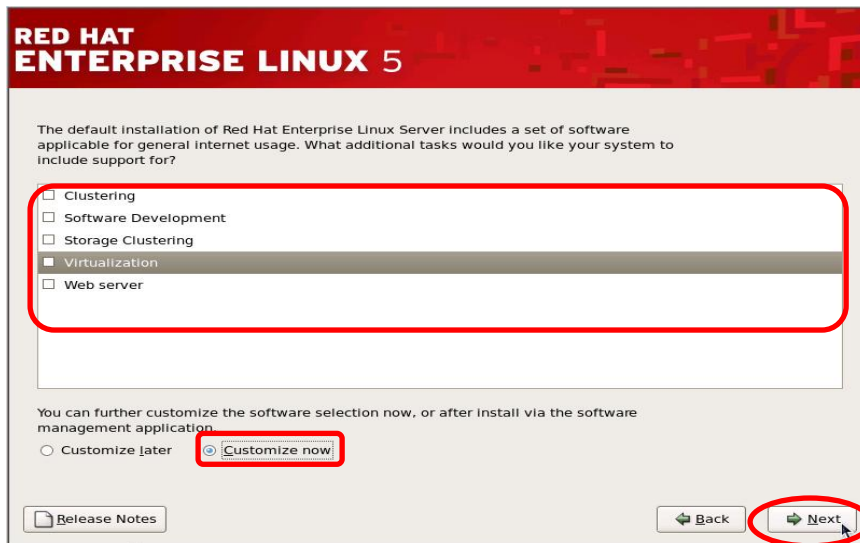 RED HAT
ENTERPRISE LINUX 5
The default installation of Red Hat Enterprise Linux Server includes a set of software
applicable for general internet usage. What additional tasks would you like your system to
include support for?
Clustering
Software Development
Storage Clustering
Virtualization
Web server
You can further customize the software selection now, or after install via the software
management application.
Customize later Customize now
Release Notes Back Next